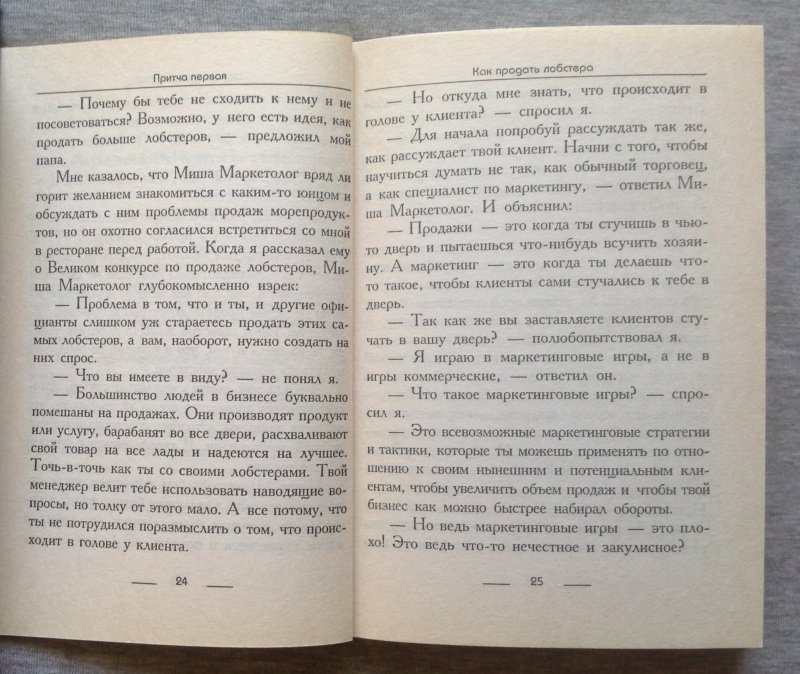 Притча первая
— Почему бы тебе не сходить к нему и не
посоветоваться? Возможно, у него есть идея, как
продать больше лобстеров, — предложил мой
папа.
Мне казалось, что Миша Маркетолог вряд ли
горит желанием знакомиться с каким-то юнцом и
обсуждать с ним проблемы продаж морепродук-
тов, но он охотно согласился встретиться со мной
в ресторане перед работой. Когда я рассказал ему
о Великом конкурсе по продаже лобстеров, Ми-
ша Маркетолог глубокомысленно изрек:
— Проблема в том, что и ты, и другие офи-
цианты слишком уж стараетесь продать этих са-
мых лобстеров, а вам, наоборот, нужно создать на
них спрос.
— Что вы имеете в виду? — не понял я.
— Большинство людей в бизнесе буквально
помешаны на продажах. Они производят продукт
или услугу, барабанят во все двери, расхваливают
свой товар на все лады и надеются на лучшее.
Точь-в-точь как ты со своими лобстерами. Твой
менеджер велит тебе использовать наводящие во-
просы, но толку от этого мало. А все потому, что
ты не потрудился поразмыслить о том, что проис-
ходит в голове у клиента.
24
Как продать лобстера
— Но откуда мне знать, что происходит в
голове у клиента? — спросил я.
— Для начала попробуй рассуждать так же,
как рассуждает твой клиент. Начни с того, чтобы
научиться думать не так, как обычный торговец,
а как специалист по маркетингу, — ответил Ми-
ша Маркетолог. И объяснил:
— Продажи — это когда ты стучишь в чью-
то дверь и пытаешься что-нибудь всучить хозяи-
ну. А маркетинг — это когда ты делаешь что-
то такое, чтобы клиенты сами стучались к тебе в
дверь.
— Так как же вы заставляете клиентов сту-
чать в вашу дверь? — полюбопытствовал я.
— Я играю в маркетинговые игры, а не в
игры коммерческие, — ответил он.
— Что такое маркетинговые игры? — спро-
сил я.
— Это всевозможные маркетинговые стратегии
и тактики, которые ты можешь применять по отно-
шению к своим нынешним и потенциальным кли-
ентам, чтобы увеличить объем продаж и чтобы твой
бизнес как можно быстрее набирал обороты.
— Но ведь маркетинговые игры — это пло-
хо! Это ведь что-то нечестное и закулисное?
25